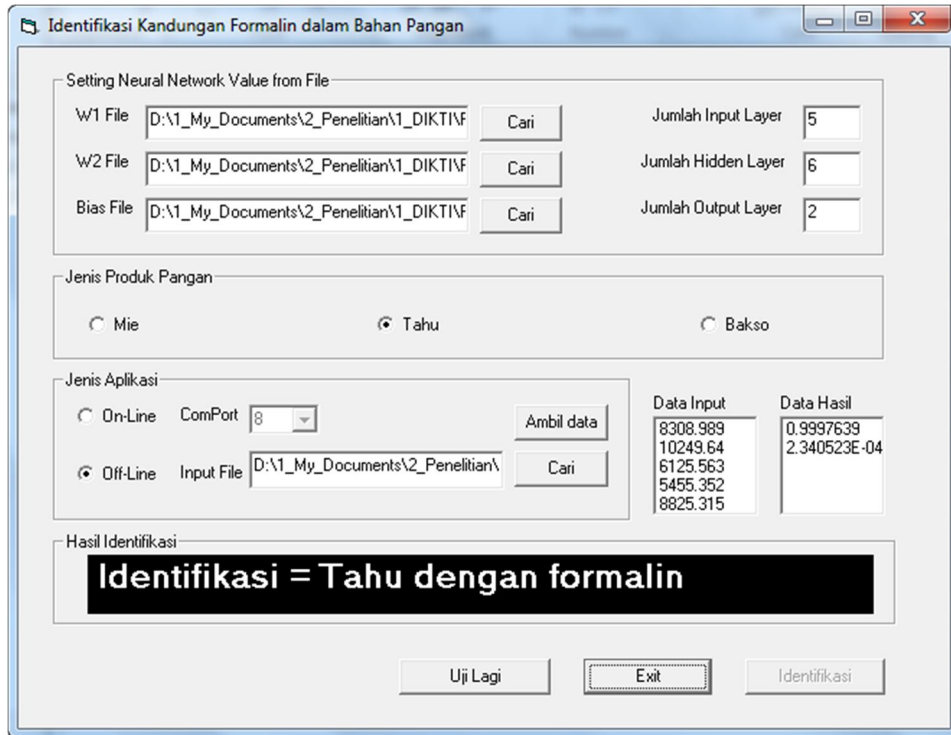 Identifikasi Kandungan Formalin dalam Bahan Pangan
Setting Neural Network Value from File
W1 File D:\1_My_Documents\2_Penelitian\1_DIKTI\F Cari Jumlah Input Layer 5
W2 File D:\1_My_Documents\2_Penelitian\1_DIKTI\F Cari Jumlah Hidden Layer 6
Bias File D:\1_My_Documents\2_Penelitian\1_DIKTI\F Cari Jumlah Output Layer 2
Jenis Produk Pangan
Mie Tahu Bakso
Jenis Aplikasi
On-Line ComPort 8 Ambil data
Off-Line Input File D:\1_My_Documents\2_Penelitian\ Cari
Data Input
8308.989
10249.64
6125.563
5455.352
8825.315
Data Hasil
0.9997639
2.340523E-04
Hasil Identifikasi
Identifikasi = Tahu dengan formalin
Uji Lagi Exit Identifikasi